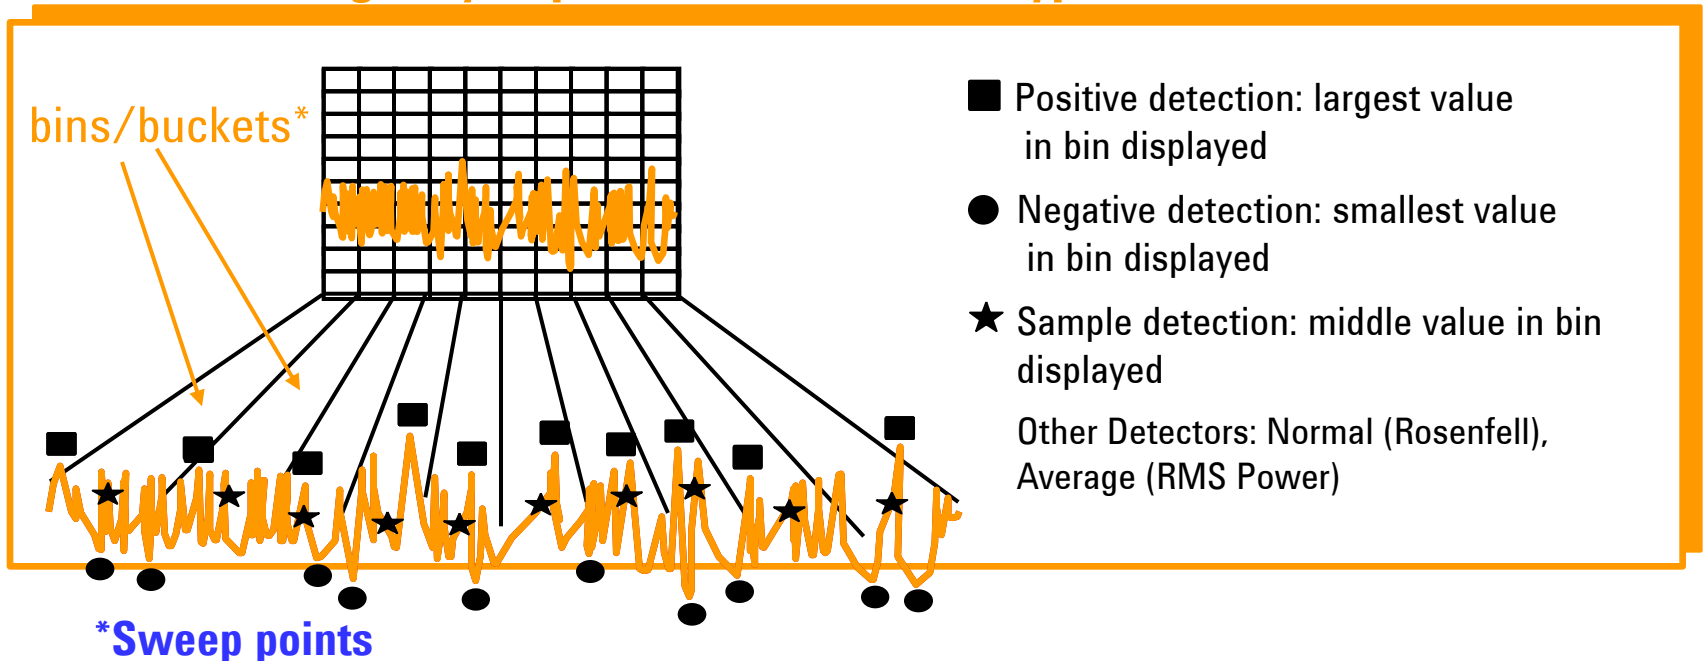 bins/buckets*
Positive detection: largest value
in bin displayed
Negative detection: smallest value
in bin displayed
Sample detection: middle value in bin
displayed
Other Detectors: Normal (Rosenfell),
Average (RMS Power)
*Sweep points